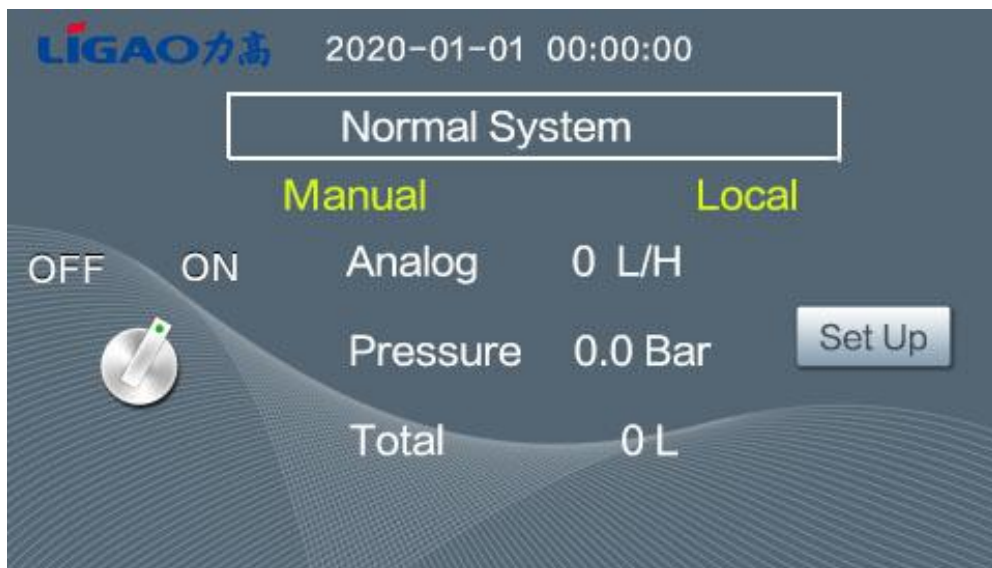 LiGAO力高 2020-01-01 00:00:00
Normal System
Manual Local
OFF ON Analog 0 L/H
Pressure 0.0 Bar Set Up
Total 0 L